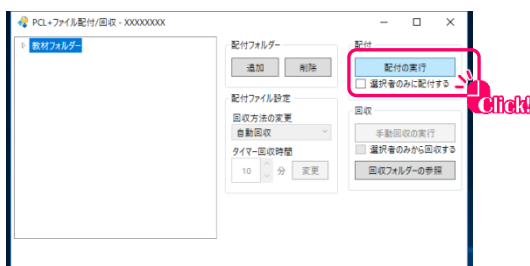 PCL+ファイル配付/回収 - XXXXXXXX
教材フォルダー
配付フォルダー
追加
削除
配付ファイル設定
回収方法の変更
自動回収
タイマー回収時間
10
分
変更
配付
配付の実行
選択者のみに配付する
Click!
回収
手動回収の実行
選択者のみから回収する
回収フォルダーの参照